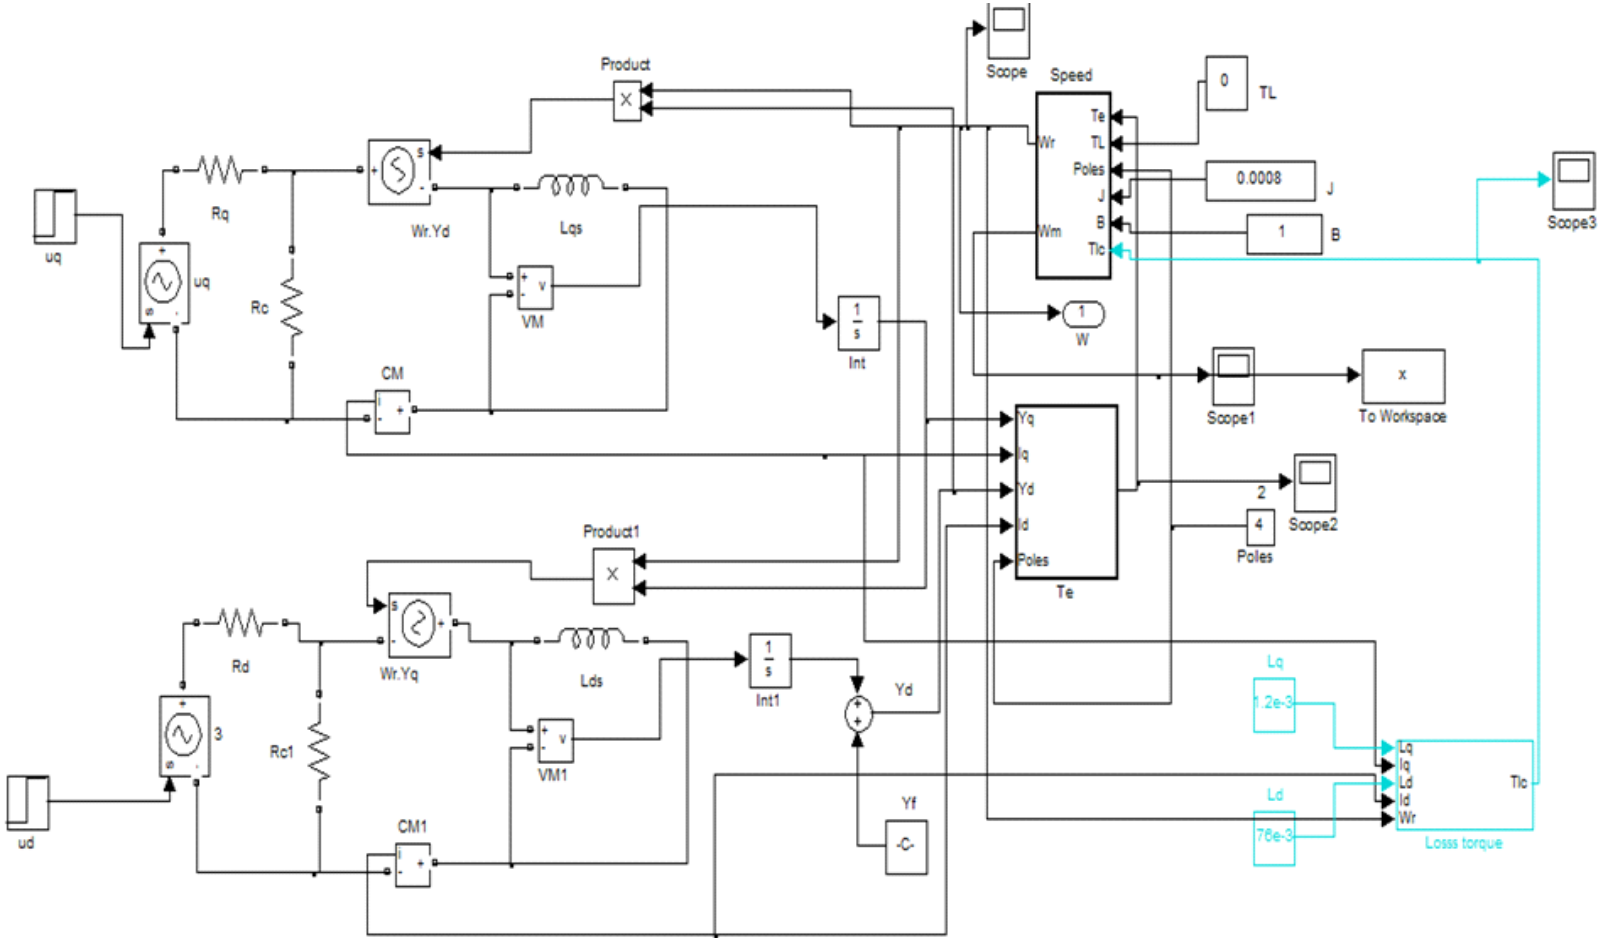 Scope
Product
Speed
X
0
TL
Te
TL
Poles
J
B
Tlc
Wr
Wm
0.0008
J
1
B
Scope3
s
+
-
Wr.Yd
Rq
Lqs
uq
+
s
-
uq
Rc
+
-
v
VM
1
s
Int
1
W
CM
i
-
+
Scope1
x
To Workspace
Yq
Iq
Yd
Id
Poles
Te
2
Scope2
4
Poles
Product1
X
s
-
+
Wr.Yq
Rd
Lds
1
s
Int1
Yd
+
+
+
s
-
3
Rc1
+
-
v
VM1
ud
CM1
i
-
+
Yf
-C-
Lq
1.2e-3
Ld
76e-3
Lq
Iq
Ld
Id
Wr
Tlc
Losss torque